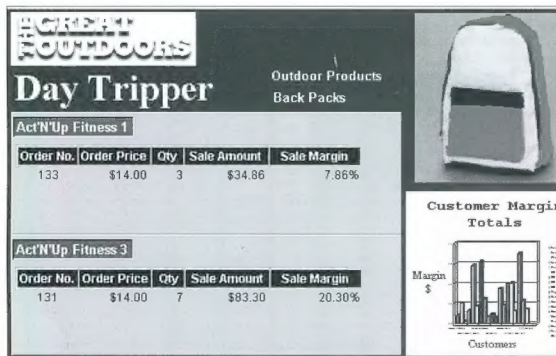 THE GREAT OUTDOORS
Day Tripper
Outdoor Products
Back Packs
Act'N'Up Fitness 1
Order No. Order Price Qty Sale Amount Sale Margin
133 $14.00 3 $34.86 7.86%
Act'N'Up Fitness 3
Order No. Order Price Qty Sale Amount Sale Margin
131 $14.00 7 $83.30 20.30%
Customer Margin
Totals
Margin
$
Customers